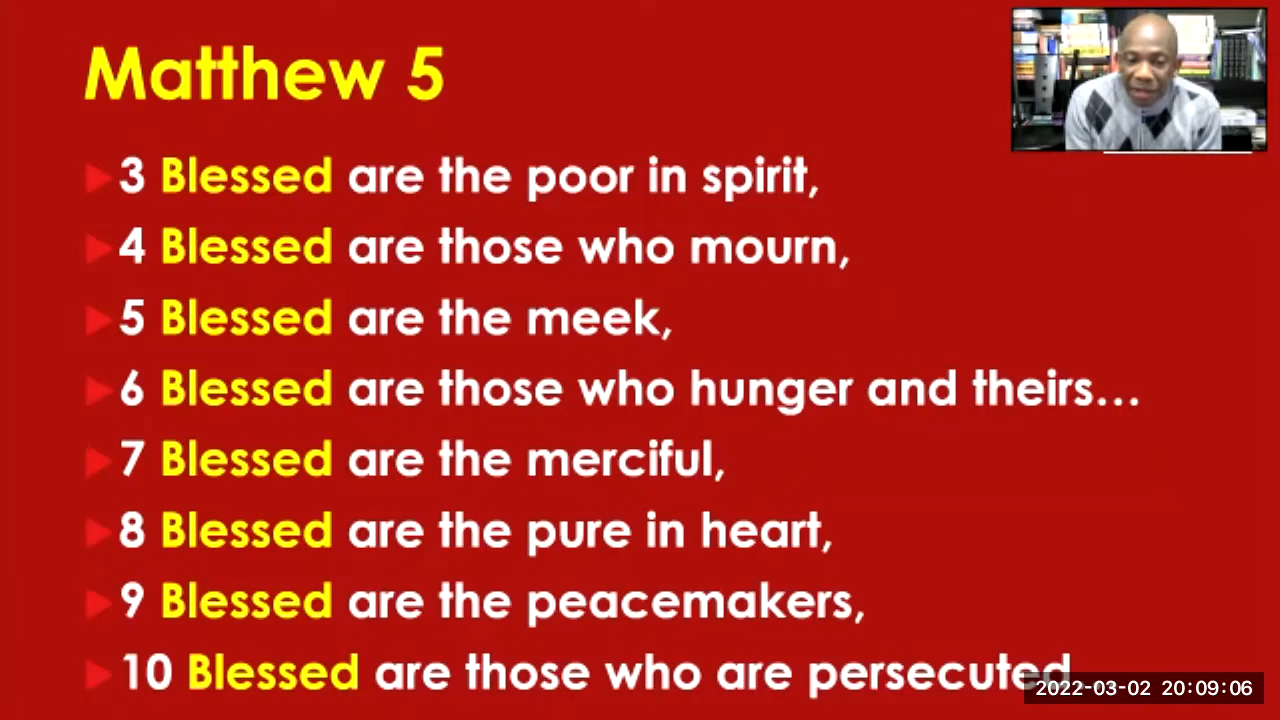 Matthew 5
3 Blessed are the poor in spirit,
4 Blessed are those who mourn,
5 Blessed are the meek,
6 Blessed are those who hunger and theirs…
7 Blessed are the merciful,
8 Blessed are the pure in heart,
9 Blessed are the peacemakers,
10 Blessed are those who are persecuted
2022-03-02 20:09:06